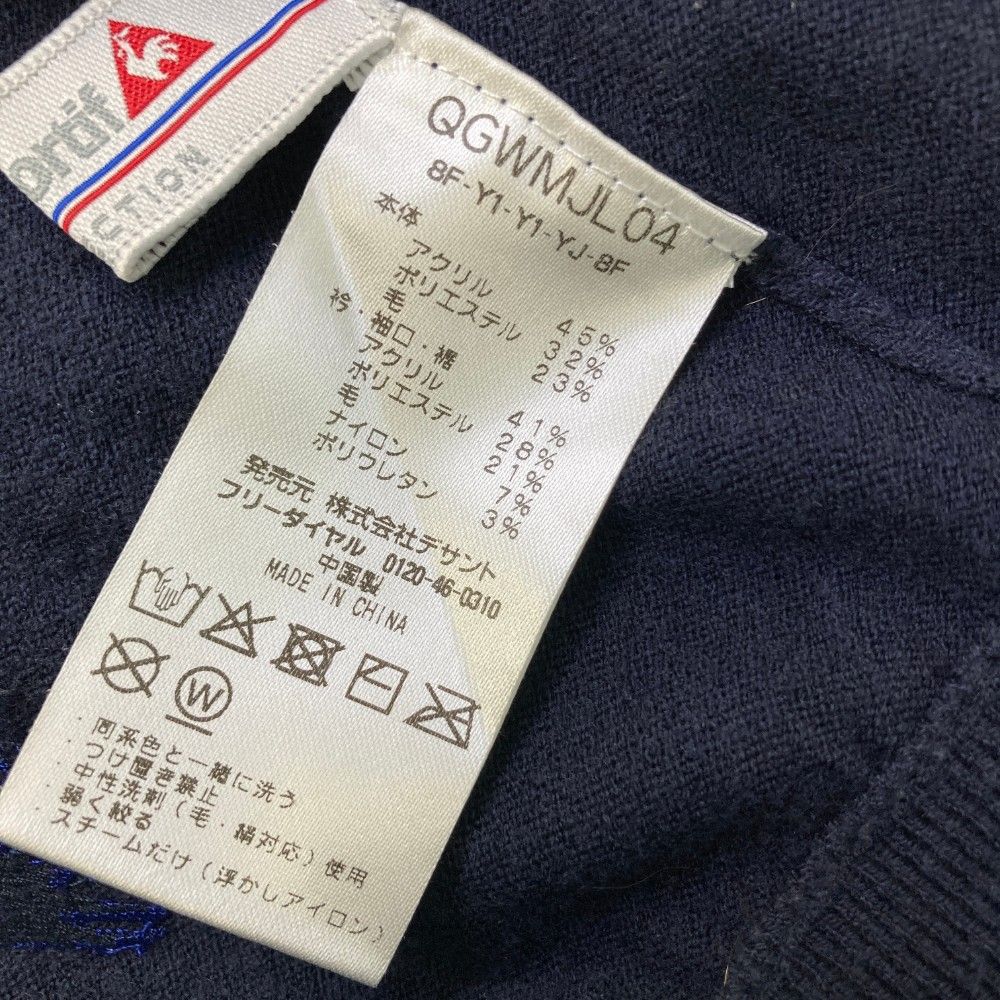 QGWMJL04
8F-Y1-Y1-YJ-8F
本体
アクリル 45%
ポリエステル 32%
毛 23%
衿・袖口・裾
アクリル 41%
ポリエステル 28%
毛 21%
ナイロン 7%
ポリウレタン 3%
発売元 株式会社デサント
フリーダイヤル 0120-46-0310
中国製
MADE IN CHINA
W
・同系色と一緒に洗う
・つけ置き禁止
・中性洗剤(毛・絹対応)使用
・弱く絞る
・スチームだけ(浮かしアイロン)